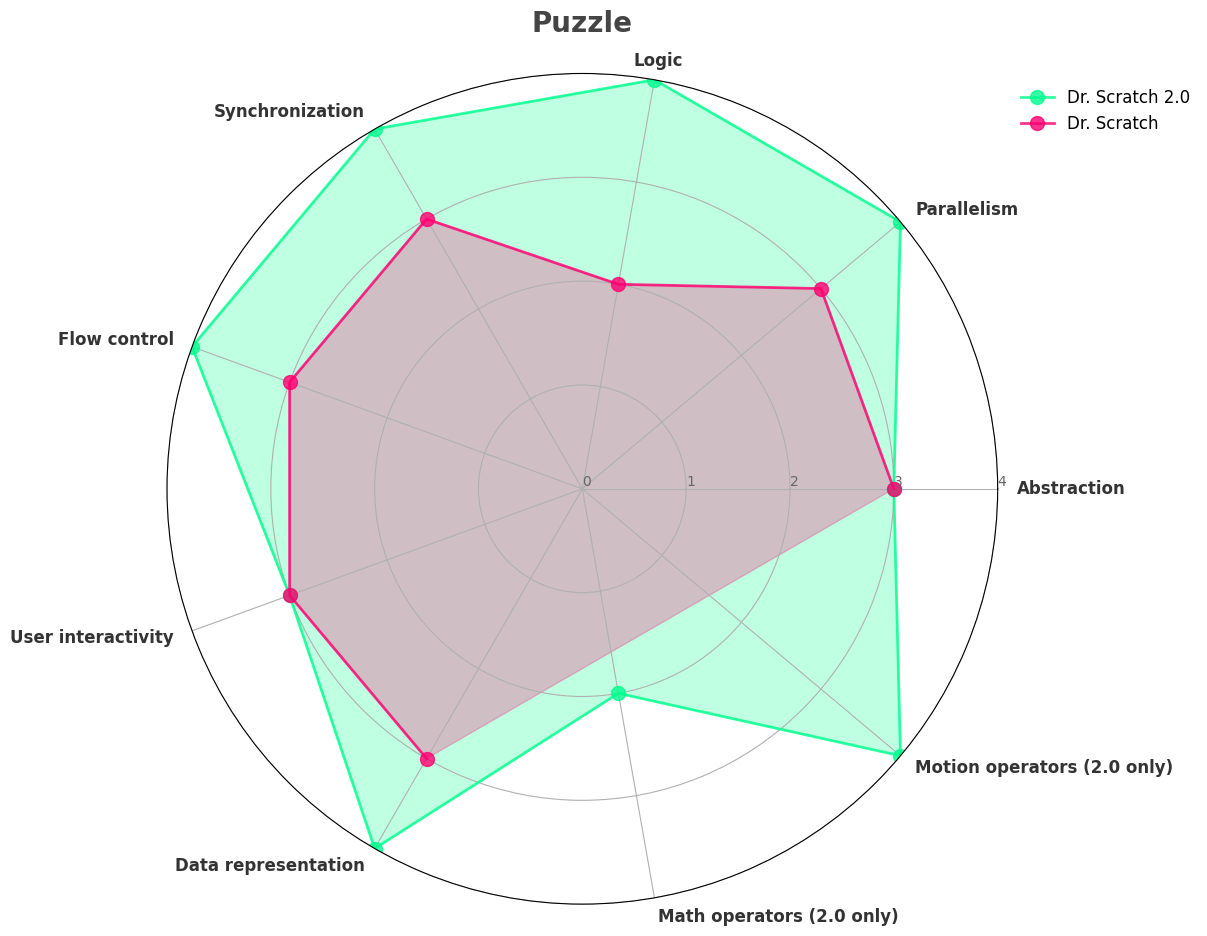 Puzzle
Logic
Dr. Scratch 2.0
Synchronization
Dr. Scratch
Parallelism
Flow control
0 1 2 3 4
Abstraction
User interactivity
Motion operators (2.0 only)
Data representation
Math operators (2.0 only)